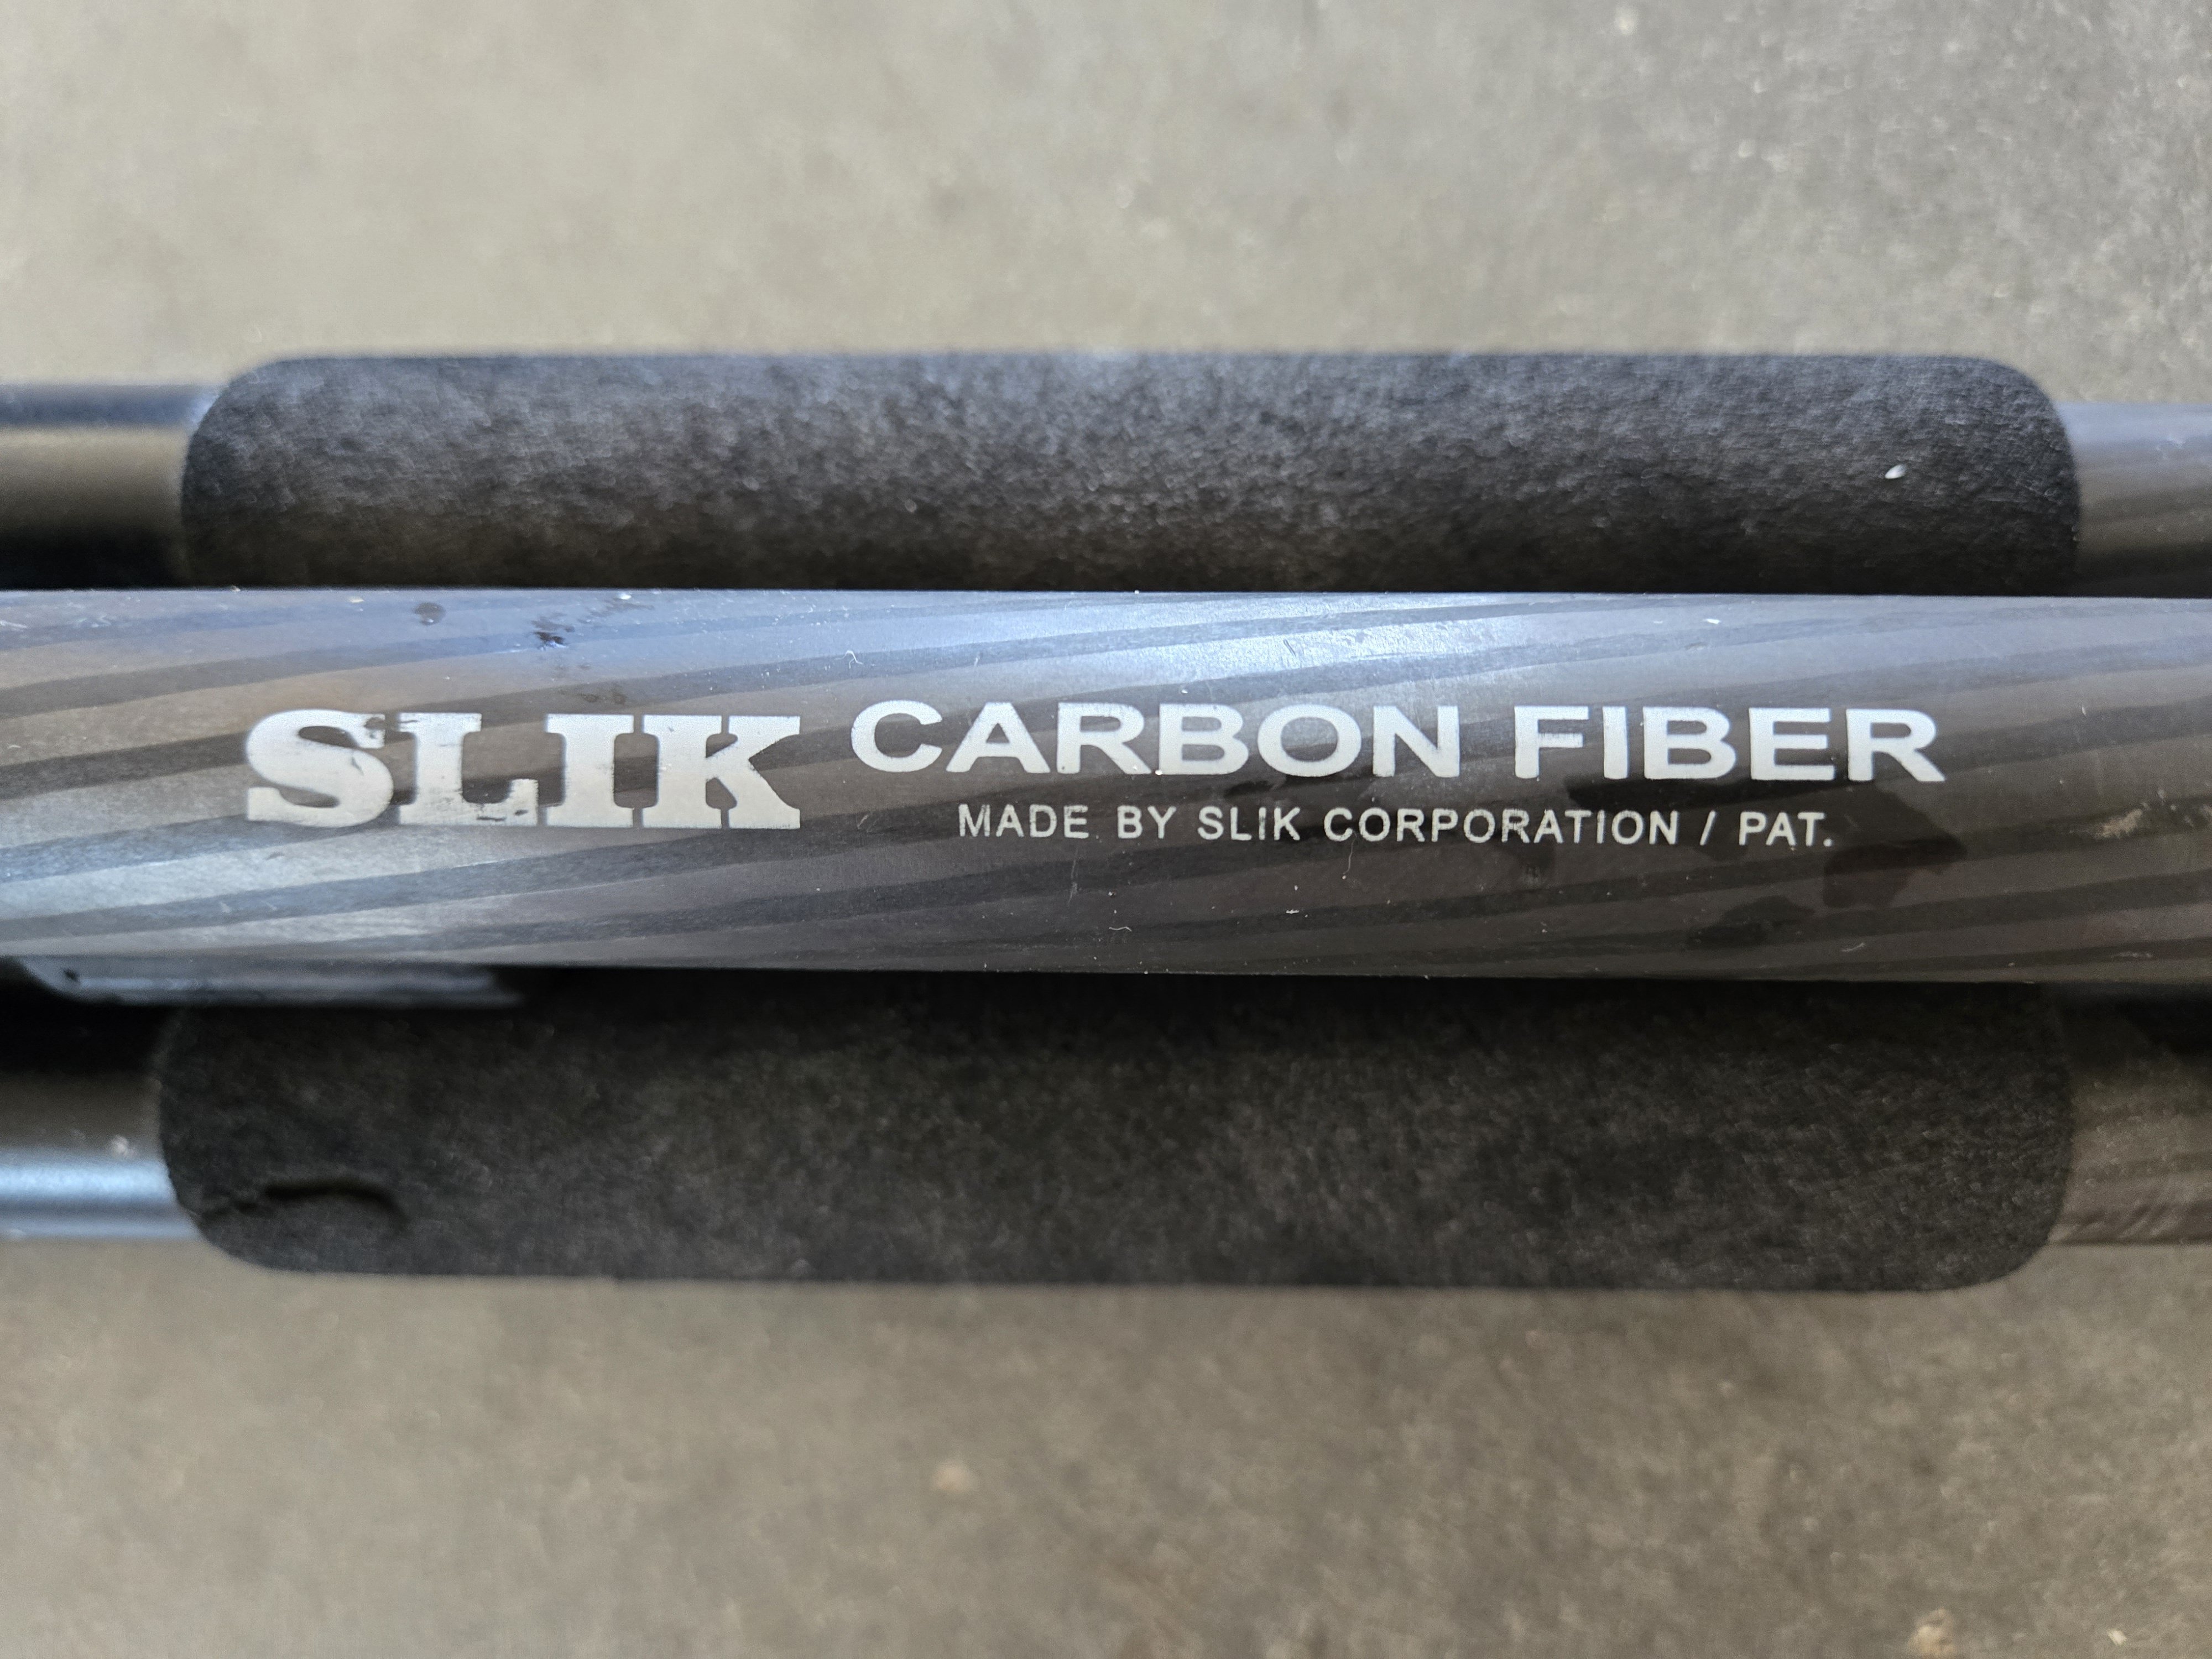 SLIK CARBON FIBER
MADE BY SLIK CORPORATION / PAT.